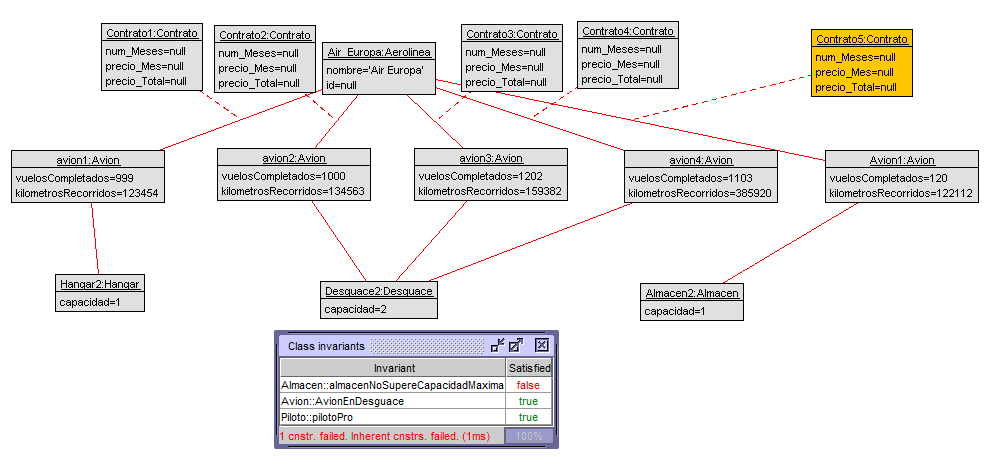 Contrato1:Contrato
num_Meses=null
precio_Mes=null
precio_Total=null
Contrato2:Contrato
num_Meses=null
precio_Mes=null
precio_Total=null
Air_Europa:Aerolinea
nombre='Air Europa'
id=null
Contrato3:Contrato
num_Meses=null
precio_Mes=null
precio_Total=null
Contrato4:Contrato
num_Meses=null
precio_Mes=null
precio_Total=null
Contrato5:Contrato
num_Meses=null
precio_Mes=null
precio_Total=null
avion1:Avion
vuelosCompletados=999
kilometrosRecorridos=123454
avion2:Avion
vuelosCompletados=1000
kilometrosRecorridos=134563
avion3:Avion
vuelosCompletados=1202
kilometrosRecorridos=159382
avion4:Avion
vuelosCompletados=1103
kilometrosRecorridos=385920
Avion1:Avion
vuelosCompletados=120
kilometrosRecorridos=122112
Hangar2:Hangar
capacidad=1
Desguace2:Desguace
capacidad=2
Almacen2:Almacen
capacidad=1
Class invariants
Invariant Satisfied
Almacen::almacenNoSupereCapacidadMaxima false
Avion::AvionEnDesguace true
Piloto::pilotoPro true
1 cnstr. failed. Inherent cnstrs. failed. (1ms) 100%